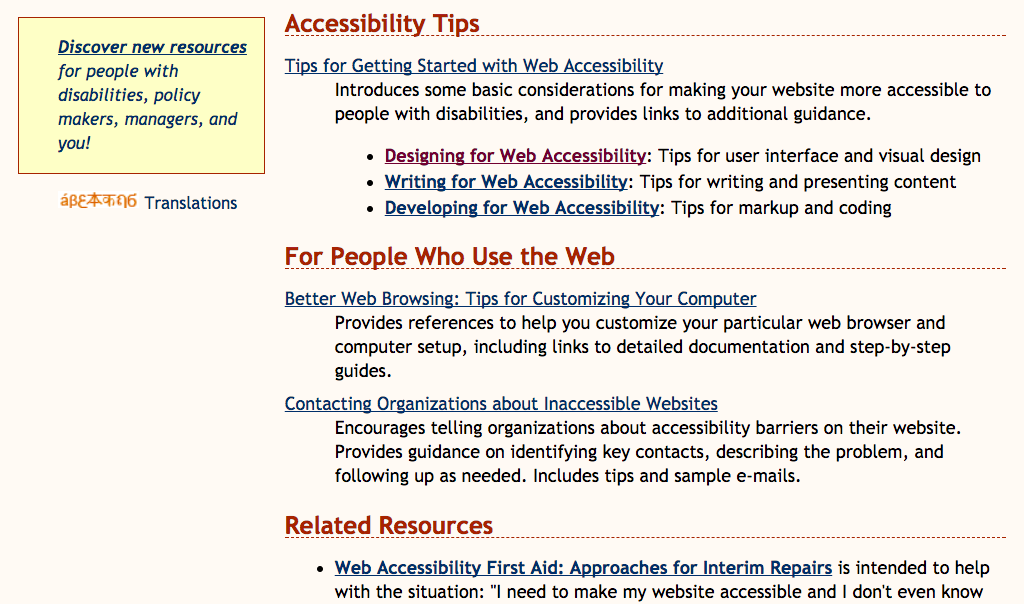 Discover new resources
for people with
disabilities, policy
makers, managers, and
you!
áβℇ本कɳб Translations
Accessibility Tips
Tips for Getting Started with Web Accessibility
Introduces some basic considerations for making your website more accessible to
people with disabilities, and provides links to additional guidance.
• Designing for Web Accessibility: Tips for user interface and visual design
• Writing for Web Accessibility: Tips for writing and presenting content
• Developing for Web Accessibility: Tips for markup and coding
For People Who Use the Web
Better Web Browsing: Tips for Customizing Your Computer
Provides references to help you customize your particular web browser and
computer setup, including links to detailed documentation and step-by-step
guides.
Contacting Organizations about Inaccessible Websites
Encourages telling organizations about accessibility barriers on their website.
Provides guidance on identifying key contacts, describing the problem, and
following up as needed. Includes tips and sample e-mails.
Related Resources
• Web Accessibility First Aid: Approaches for Interim Repairs is intended to help
with the situation: "I need to make my website accessible and I don't even know